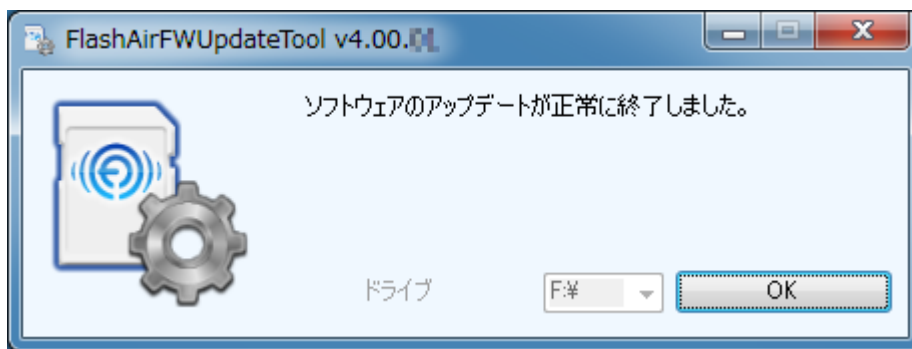 FlashAirFWUpdateTool v4.00.
ソフトウェアのアップデートが正常に終了しました。
ドライブ
F:¥
OK